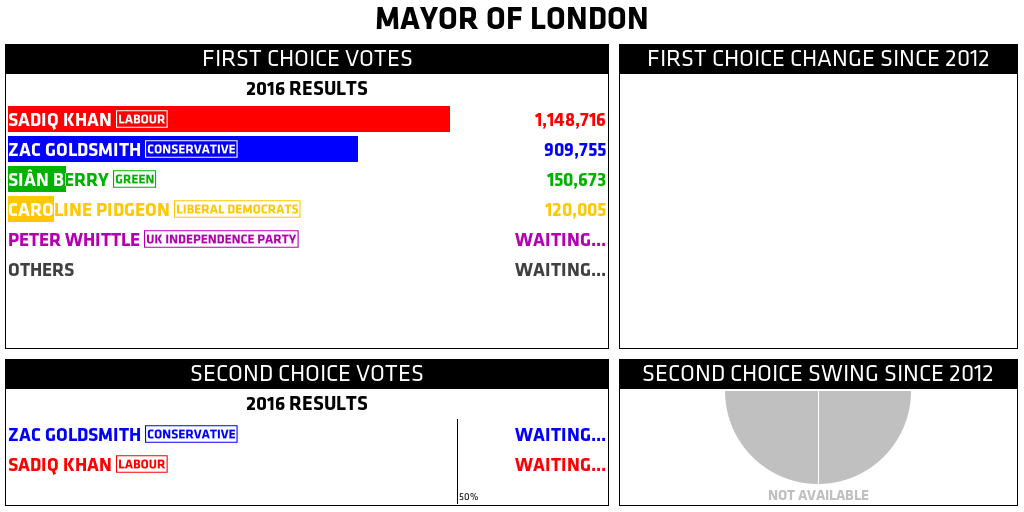 MAYOR OF LONDON
FIRST CHOICE VOTES
2016 RESULTS
SADIQ KHAN LABOUR 1,148,716
ZAC GOLDSMITH CONSERVATIVE 909,755
SIÂN BERRY GREEN 150,673
CAROLINE PIDGEON LIBERAL DEMOCRATS 120,005
PETER WHITTLE UK INDEPENDENCE PARTY WAITING...
OTHERS WAITING...
FIRST CHOICE CHANGE SINCE 2012
SECOND CHOICE VOTES
2016 RESULTS
ZAC GOLDSMITH CONSERVATIVE WAITING...
SADIQ KHAN LABOUR WAITING...
50%
SECOND CHOICE SWING SINCE 2012
NOT AVAILABLE